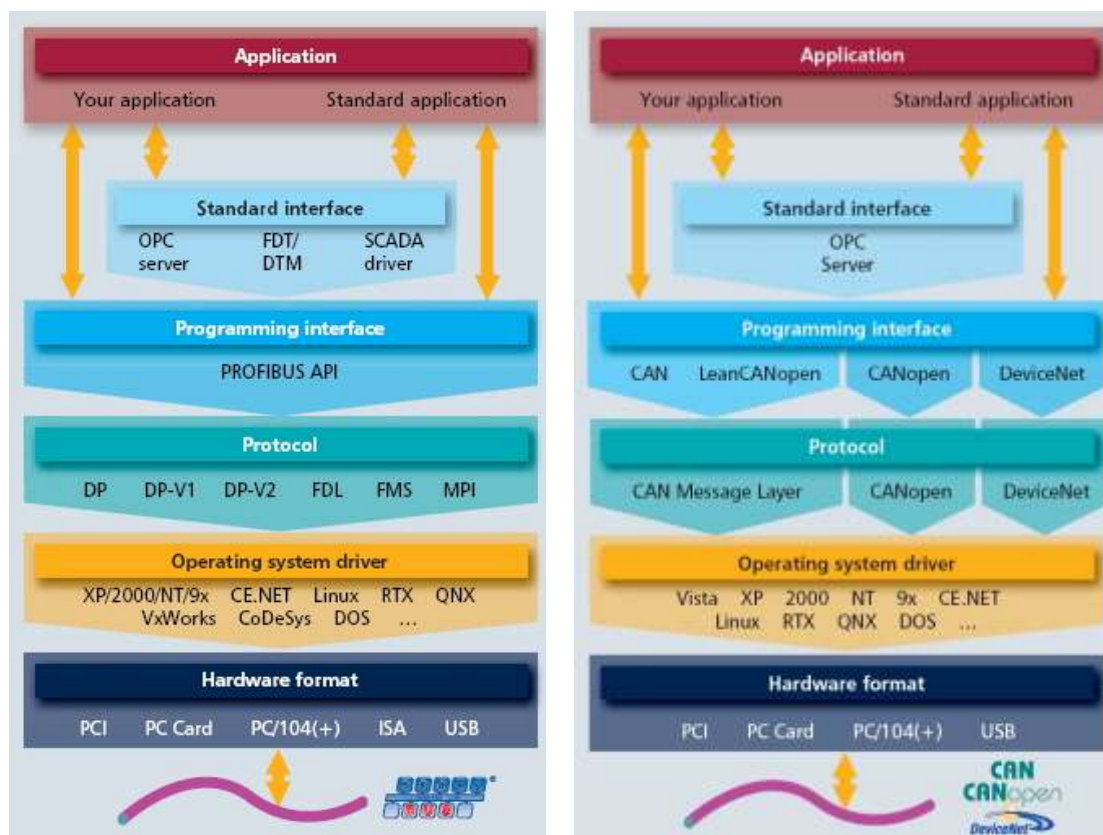 Application
Your application Standard application
Standard interface
OPC server FDT/ DTM SCADA driver
Programming interface
PROFIBUS API
Protocol
DP DP-V1 DP-V2 FDL FMS MPI
Operating system driver
XP/2000/NT/9x CE.NET Linux RTX QNX
VxWorks CoDeSys DOS ...
Hardware format
PCI PC Card PC/104(+) ISA USB
Application
Your application Standard application
Standard interface
OPC
Server
Programming interface
CAN LeanCANopen CANopen DeviceNet
Protocol
CAN Message Layer CANopen DeviceNet
Operating system driver
Vista XP 2000 NT 9x CE.NET
Linux RTX QNX DOS ...
Hardware format
PCI PC Card PC/104(+) USB
CAN
CANopen
DeviceNet